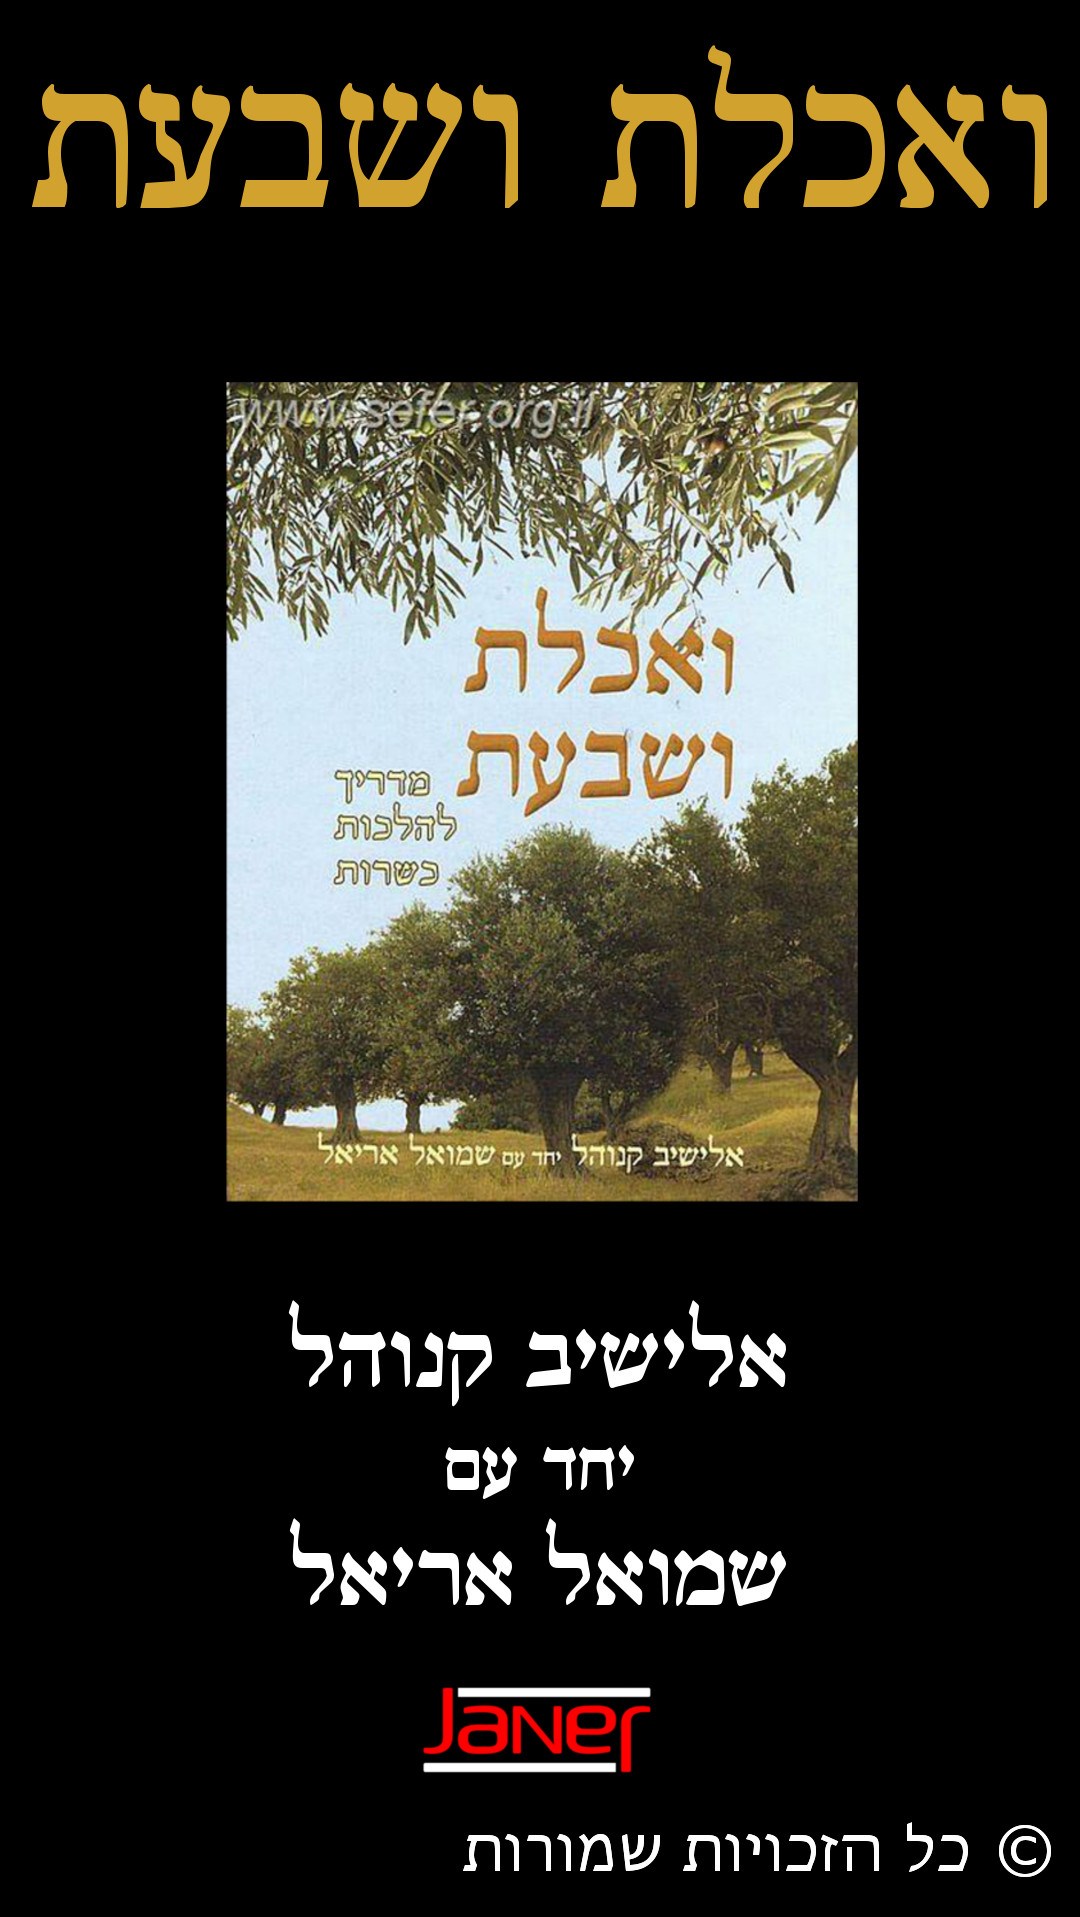 ואכלת ושבעת
www.sefer.org.il
ואכלת
ושבעת
מדריך
להלכות
כשרות
אלישיב קנוהל יחד עם שמואל אריאל
אלישיב קנוהל
יחד עם
שמואל אריאל
Janer
© כל הזכויות שמורות